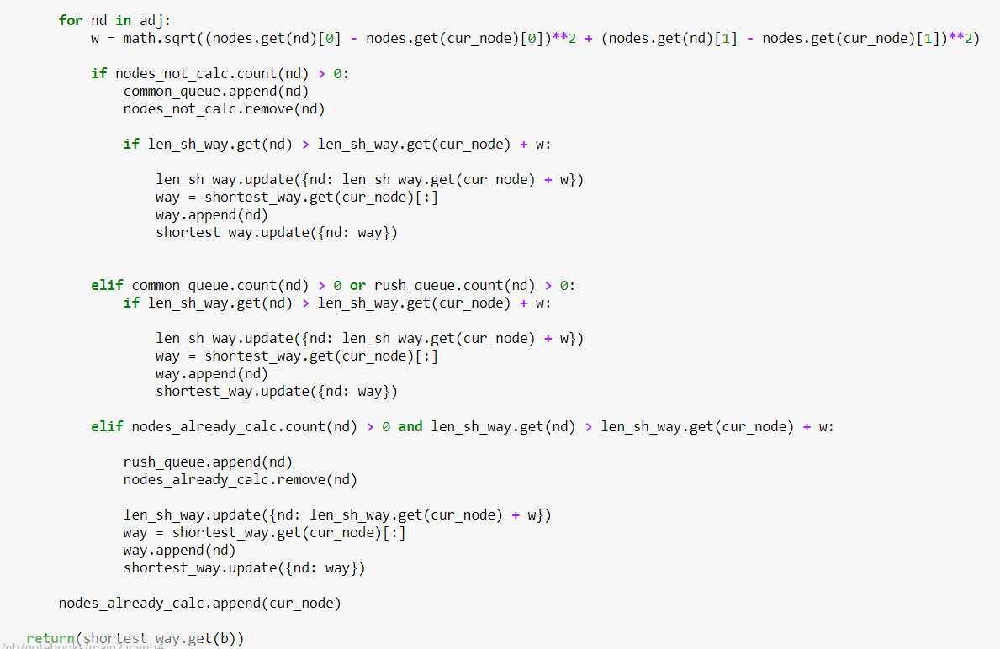 for nd in adj:
w = math.sqrt((nodes.get(nd)[0] - nodes.get(cur_node)[0])**2 + (nodes.get(nd)[1] - nodes.get(cur_node)[1])**2)
if nodes_not_calc.count(nd) > 0:
common_queue.append(nd)
nodes_not_calc.remove(nd)
if len_sh_way.get(nd) > len_sh_way.get(cur_node) + w:
len_sh_way.update({nd: len_sh_way.get(cur_node) + w})
way = shortest_way.get(cur_node)[:]
way.append(nd)
shortest_way.update({nd: way})
elif common_queue.count(nd) > 0 or rush_queue.count(nd) > 0:
if len_sh_way.get(nd) > len_sh_way.get(cur_node) + w:
len_sh_way.update({nd: len_sh_way.get(cur_node) + w})
way = shortest_way.get(cur_node)[:]
way.append(nd)
shortest_way.update({nd: way})
elif nodes_already_calc.count(nd) > 0 and len_sh_way.get(nd) > len_sh_way.get(cur_node) + w:
rush_queue.append(nd)
nodes_already_calc.remove(nd)
len_sh_way.update({nd: len_sh_way.get(cur_node) + w})
way = shortest_way.get(cur_node)[:]
way.append(nd)
shortest_way.update({nd: way})
nodes_already_calc.append(cur_node)
return(shortest_way.get(b))